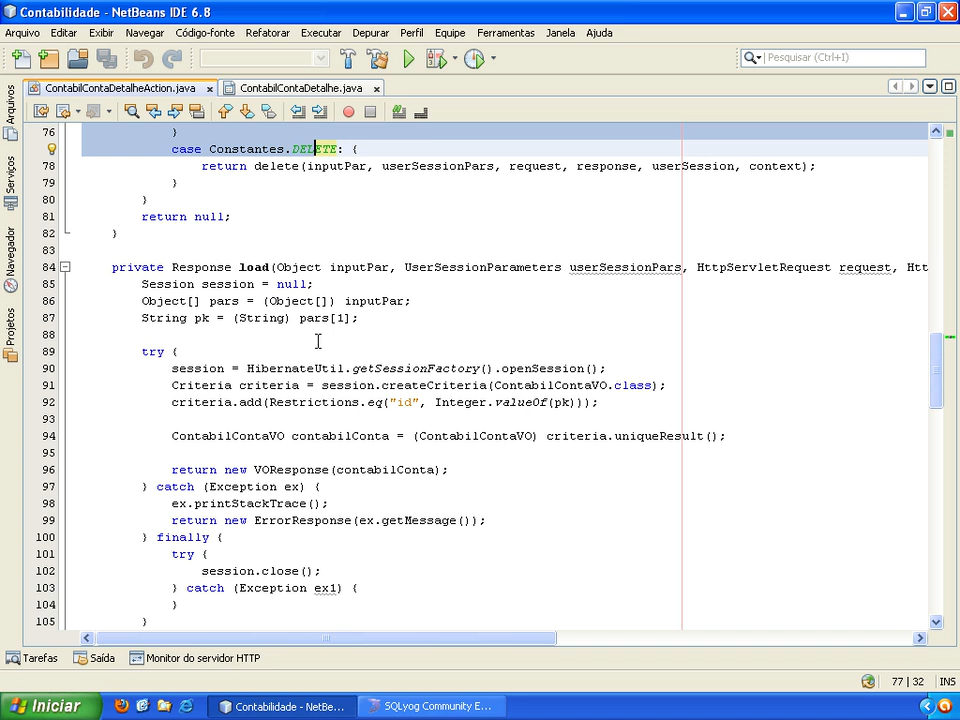 Contabilidade - NetBeans IDE 6.8
Arquivo Editar Exibir Navegar Código-fonte Refatorar Executar Depurar Perfil Equipe Ferramentas Janela Ajuda
Pesquisar (Ctrl+I)
ContabilContaDetalheAction.java ContabilContaDetalhe.java
Arquivos
Serviços
Navegador
Projetos
76 }
case Constantes.DELETE: {
78 return delete(inputPar, userSessionPars, request, response, userSession, context);
79 }
80 }
81 return null;
82 }
83
84 private Response load(Object inputPar, UserSessionParameters userSessionPars, HttpServletRequest request, Htt
85 Session session = null;
86 Object[] pars = (Object[]) inputPar;
87 String pk = (String) pars[1];
88
89 try {
90 session = HibernateUtil.getSessionFactory().openSession();
91 Criteria criteria = session.createCriteria(ContabilContaVO.class);
92 criteria.add(Restrictions.eq("id", Integer.valueOf(pk)));
93
94 ContabilContaVO contabilConta = (ContabilContaVO) criteria.uniqueResult();
95
96 return new VOResponse(contabilConta);
97 } catch (Exception ex) {
98 ex.printStackTrace();
99 return new ErrorResponse(ex.getMessage());
100 } finally {
101 try {
102 session.close();
103 } catch (Exception ex1) {
104 }
105 }
Tarefas Saída Monitor do servidor HTTP
77 | 32 INS
Iniciar Contabilidade - NetBe... SQLyog Community E...